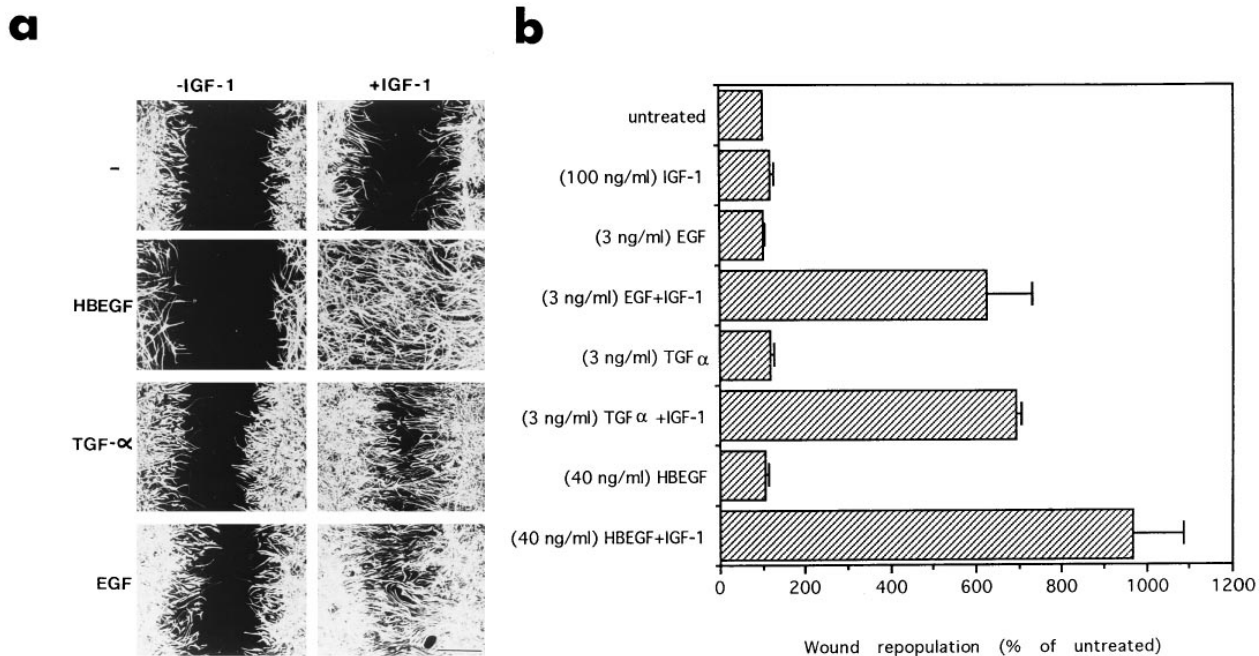 a
-IGF-1 +IGF-1
-
HBEGF
TGF-α
EGF
b
untreated
(100 ng/ml) IGF-1
(3 ng/ml) EGF
(3 ng/ml) EGF+IGF-1
(3 ng/ml) TGF α
(3 ng/ml) TGF α +IGF-1
(40 ng/ml) HBEGF
(40 ng/ml) HBEGF+IGF-1
0 200 400 600 800 1000 1200
Wound repopulation (% of untreated)